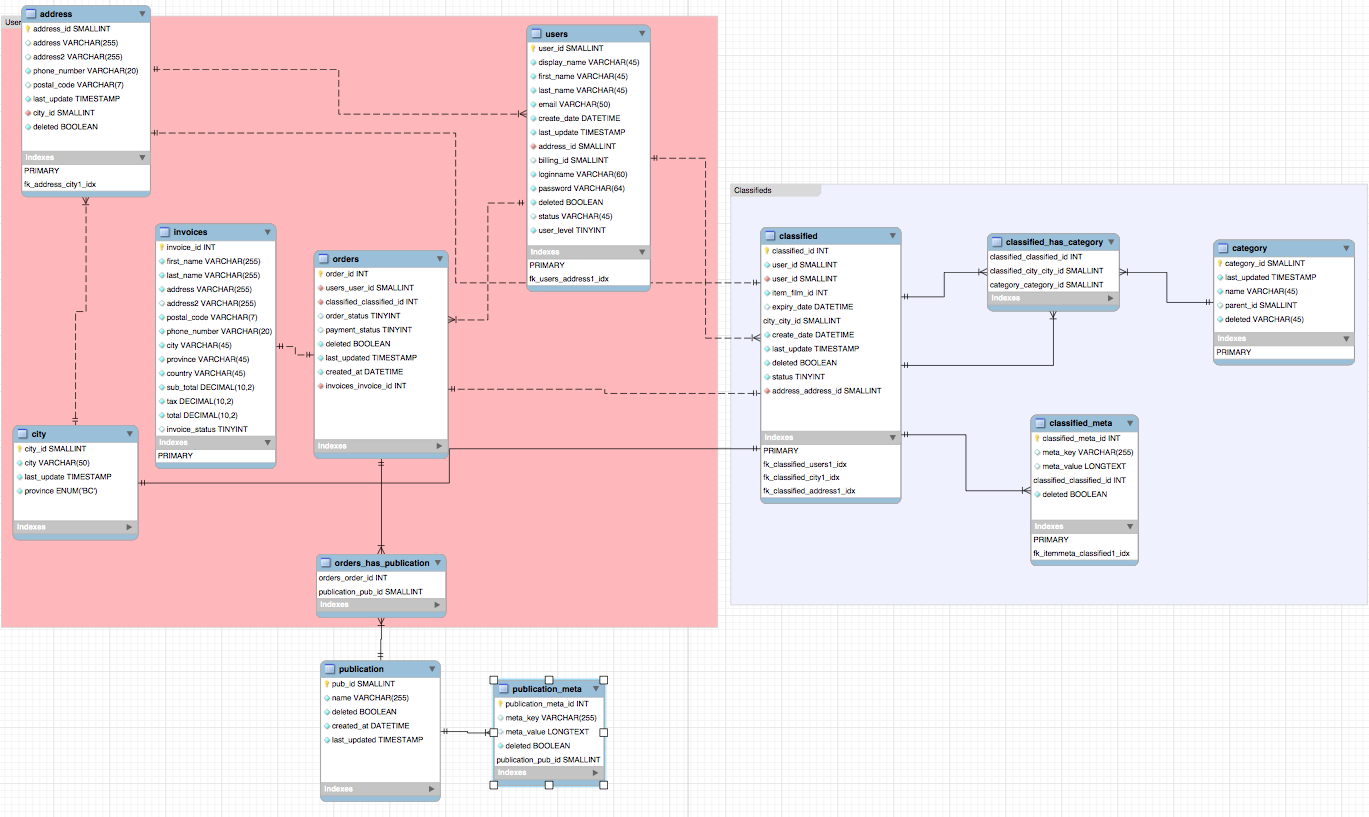 User
address
address_id SMALLINT
address VARCHAR(255)
address2 VARCHAR(255)
phone_number VARCHAR(20)
postal_code VARCHAR(7)
last_update TIMESTAMP
city_id SMALLINT
deleted BOOLEAN
Indexes
PRIMARY
fk_address_city1_idx
users
user_id SMALLINT
display_name VARCHAR(45)
first_name VARCHAR(45)
last_name VARCHAR(45)
email VARCHAR(50)
create_date DATETIME
last_update TIMESTAMP
address_id SMALLINT
billing_id SMALLINT
loginname VARCHAR(60)
password VARCHAR(64)
deleted BOOLEAN
status VARCHAR(45)
user_level TINYINT
Indexes
PRIMARY
fk_users_address1_idx
invoices
invoice_id INT
first_name VARCHAR(255)
last_name VARCHAR(255)
address VARCHAR(255)
address2 VARCHAR(255)
postal_code VARCHAR(7)
phone_number VARCHAR(20)
city VARCHAR(45)
province VARCHAR(45)
country VARCHAR(45)
sub_total DECIMAL(10,2)
tax DECIMAL(10,2)
total DECIMAL(10,2)
invoice_status TINYINT
Indexes
PRIMARY
orders
order_id INT
users_user_id SMALLINT
classified_classified_id INT
order_status TINYINT
payment_status TINYINT
deleted BOOLEAN
last_updated TIMESTAMP
created_at DATETIME
invoices_invoice_id INT
Indexes
city
city_id SMALLINT
city VARCHAR(50)
last_update TIMESTAMP
province ENUM('BC')
Indexes
orders_has_publication
orders_order_id INT
publication_pub_id SMALLINT
Indexes
publication
pub_id SMALLINT
name VARCHAR(255)
deleted BOOLEAN
created_at DATETIME
last_updated TIMESTAMP
Indexes
publication_meta
publication_meta_id INT
meta_key VARCHAR(255)
meta_value LONGTEXT
deleted BOOLEAN
publication_pub_id SMALLINT
Indexes
Classifieds
classified
classified_id INT
user_id SMALLINT
user_id SMALLINT
item_film_id INT
expiry_date DATETIME
city_city_id SMALLINT
create_date DATETIME
last_update TIMESTAMP
deleted BOOLEAN
status TINYINT
address_address_id SMALLINT
Indexes
PRIMARY
fk_classified_users1_idx
fk_classified_city1_idx
fk_classified_address1_idx
classified_has_category
classified_classified_id INT
classified_city_city_id SMALLINT
category_category_id SMALLINT
Indexes
category
category_id SMALLINT
last_updated TIMESTAMP
name VARCHAR(45)
parent_id SMALLINT
deleted VARCHAR(45)
Indexes
PRIMARY
classified_meta
classified_meta_id INT
meta_key VARCHAR(255)
meta_value LONGTEXT
classified_classified_id INT
deleted BOOLEAN
Indexes
PRIMARY
fk_itemmeta_classified1_idx